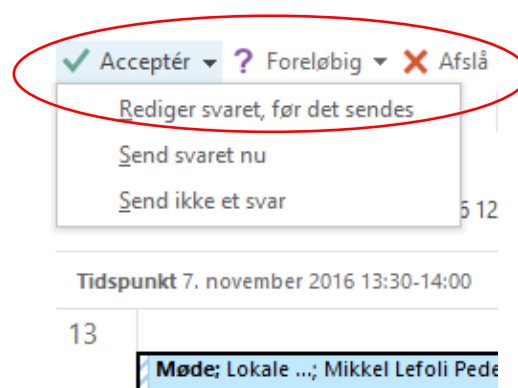 Acceptér ? Foreløbig Afslå
Rediger svaret, før det sendes
Send svaret nu
Send ikke et svar
12
Tidspunkt 7. november 2016 13:30-14:00
13
Møde; Lokale ...; Mikkel Lefoli Pede